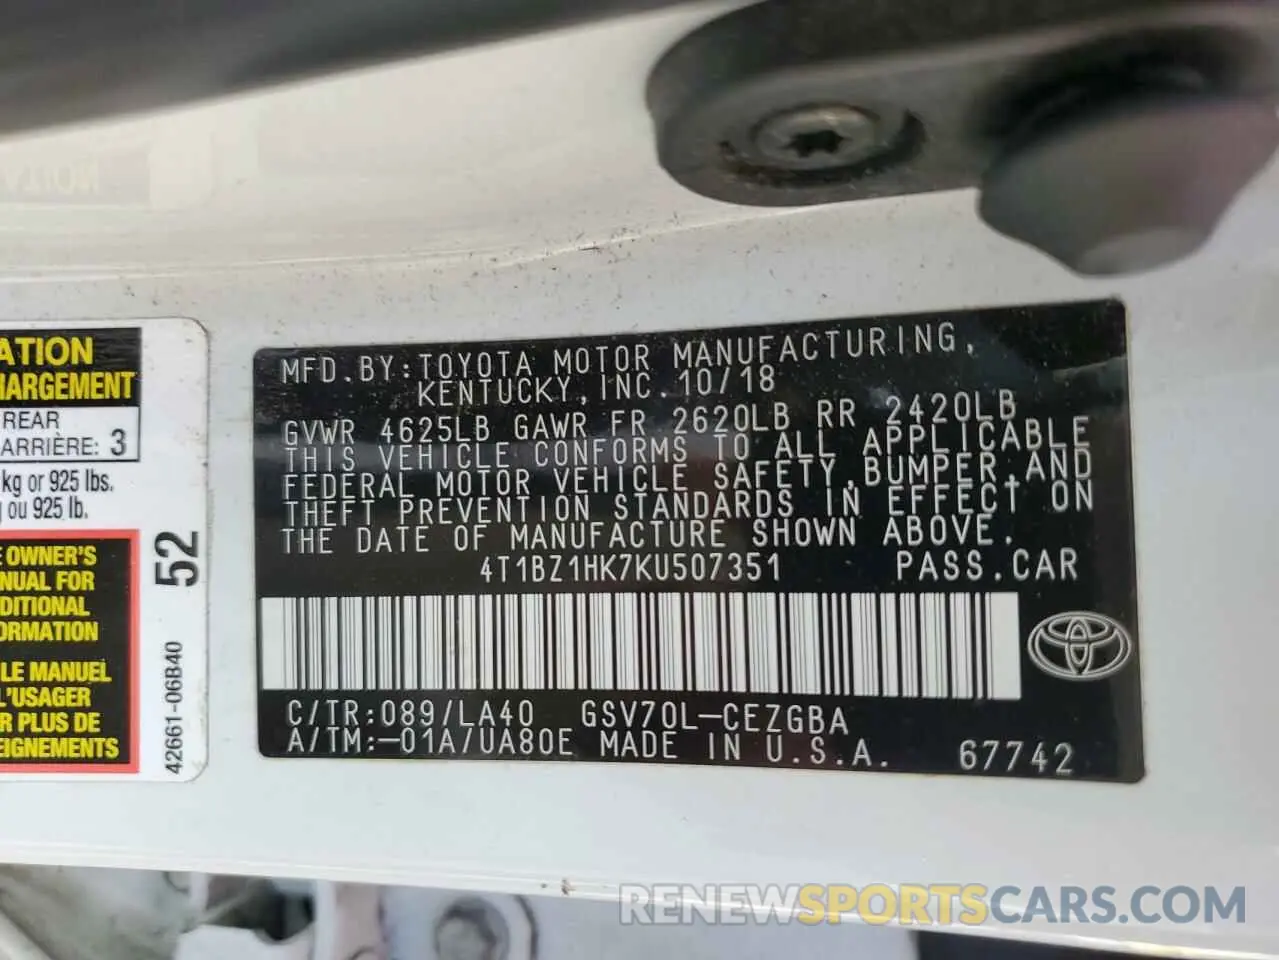 ATION
HARGEMENT
REAR
ARRIÈRE: 3
kg or 925 lbs.
ou 925 lb.
E OWNER'S
NUAL FOR
DITIONAL
ORMATION
LE MANUEL
L'USAGER
R PLUS DE
EIGNEMENTS
52
42661-06B40
MFD.BY:TOYOTA MOTOR MANUFACTURING,
KENTUCKY,INC.10/18
GVWR 4625LB GAWR FR 2620LB RR 2420LB
THIS VEHICLE CONFORMS TO ALL APPLICABLE
FEDERAL MOTOR VEHICLE SAFETY,BUMPER,AND
THEFT PREVENTION STANDARDS IN EFFECT ON
THE DATE OF MANUFACTURE SHOWN ABOVE.
4T1BZ1HK7KU507351 PASS.CAR
C/TR:089/LA40 GSV70L-CEZGBA
A/TM:-01A/UA80E MADE IN U.S.A. 67742
RENEWSPORTSCARS.COM